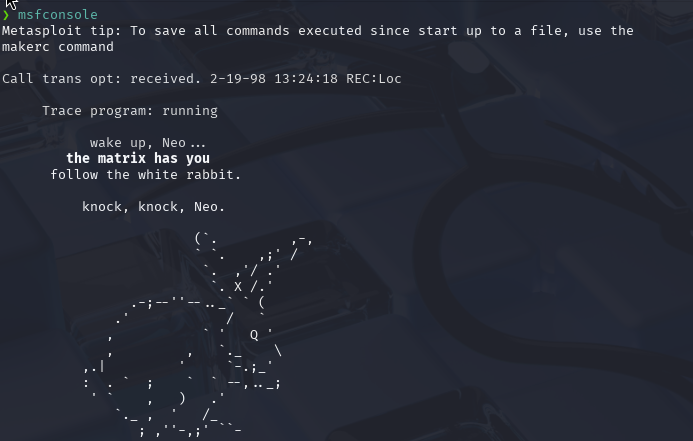 ❯ msfconsole
Metasploit tip: To save all commands executed since start up to a file, use the
makerc command
Call trans opt: received. 2-19-98 13:24:18 REC:Loc
Trace program: running
wake up, Neo...
the matrix has you
follow the white rabbit.
knock, knock, Neo.